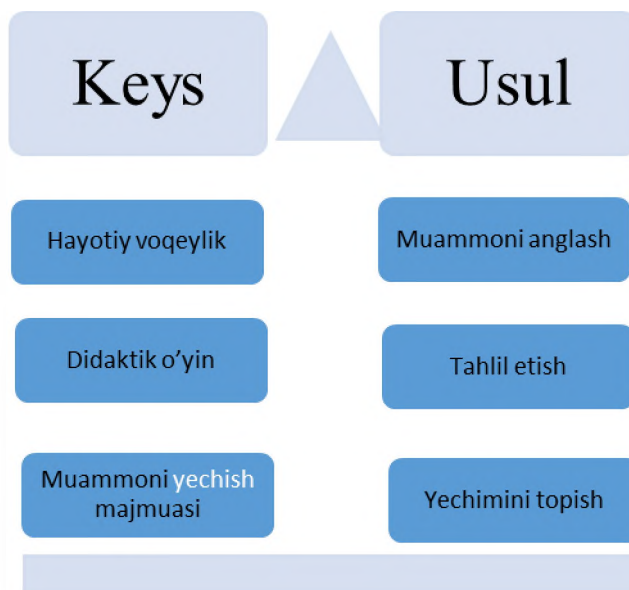 Keys
Usul
Hayotiy voqeylik
Muammoni anglash
Didaktik o’yin
Tahlil etish
Muammoni yechish
majmuasi
Yechimini topish